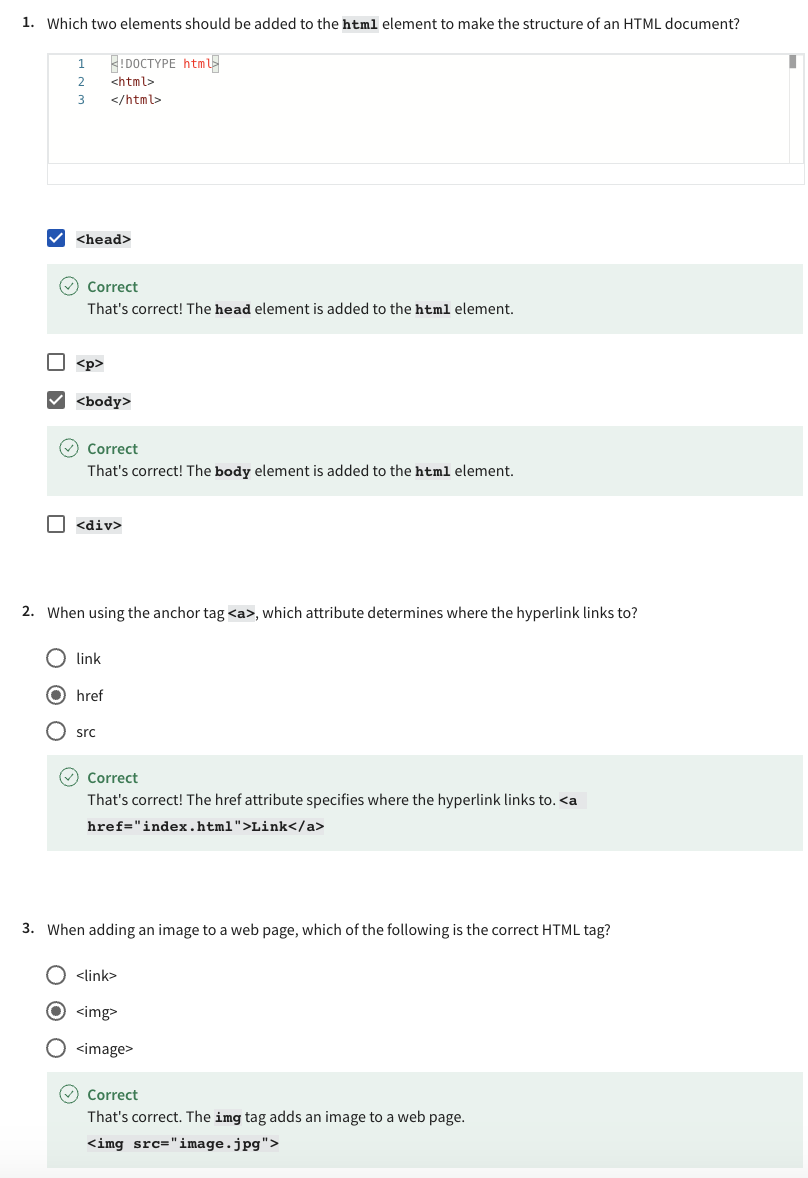 1. Which two elements should be added to the html element to make the structure of an HTML document?
1 <!DOCTYPE html>
2 <html>
3 </html>
<head>
Correct
That's correct! The head element is added to the html element.
<p>
<body>
Correct
That's correct! The body element is added to the html element.
<div>
2. When using the anchor tag <a>, which attribute determines where the hyperlink links to?
link
href
src
Correct
That's correct! The href attribute specifies where the hyperlink links to. <a
href="index.html">Link</a>
3. When adding an image to a web page, which of the following is the correct HTML tag?
<link>
<img>
<image>
Correct
That's correct. The img tag adds an image to a web page.
<img src="image.jpg">